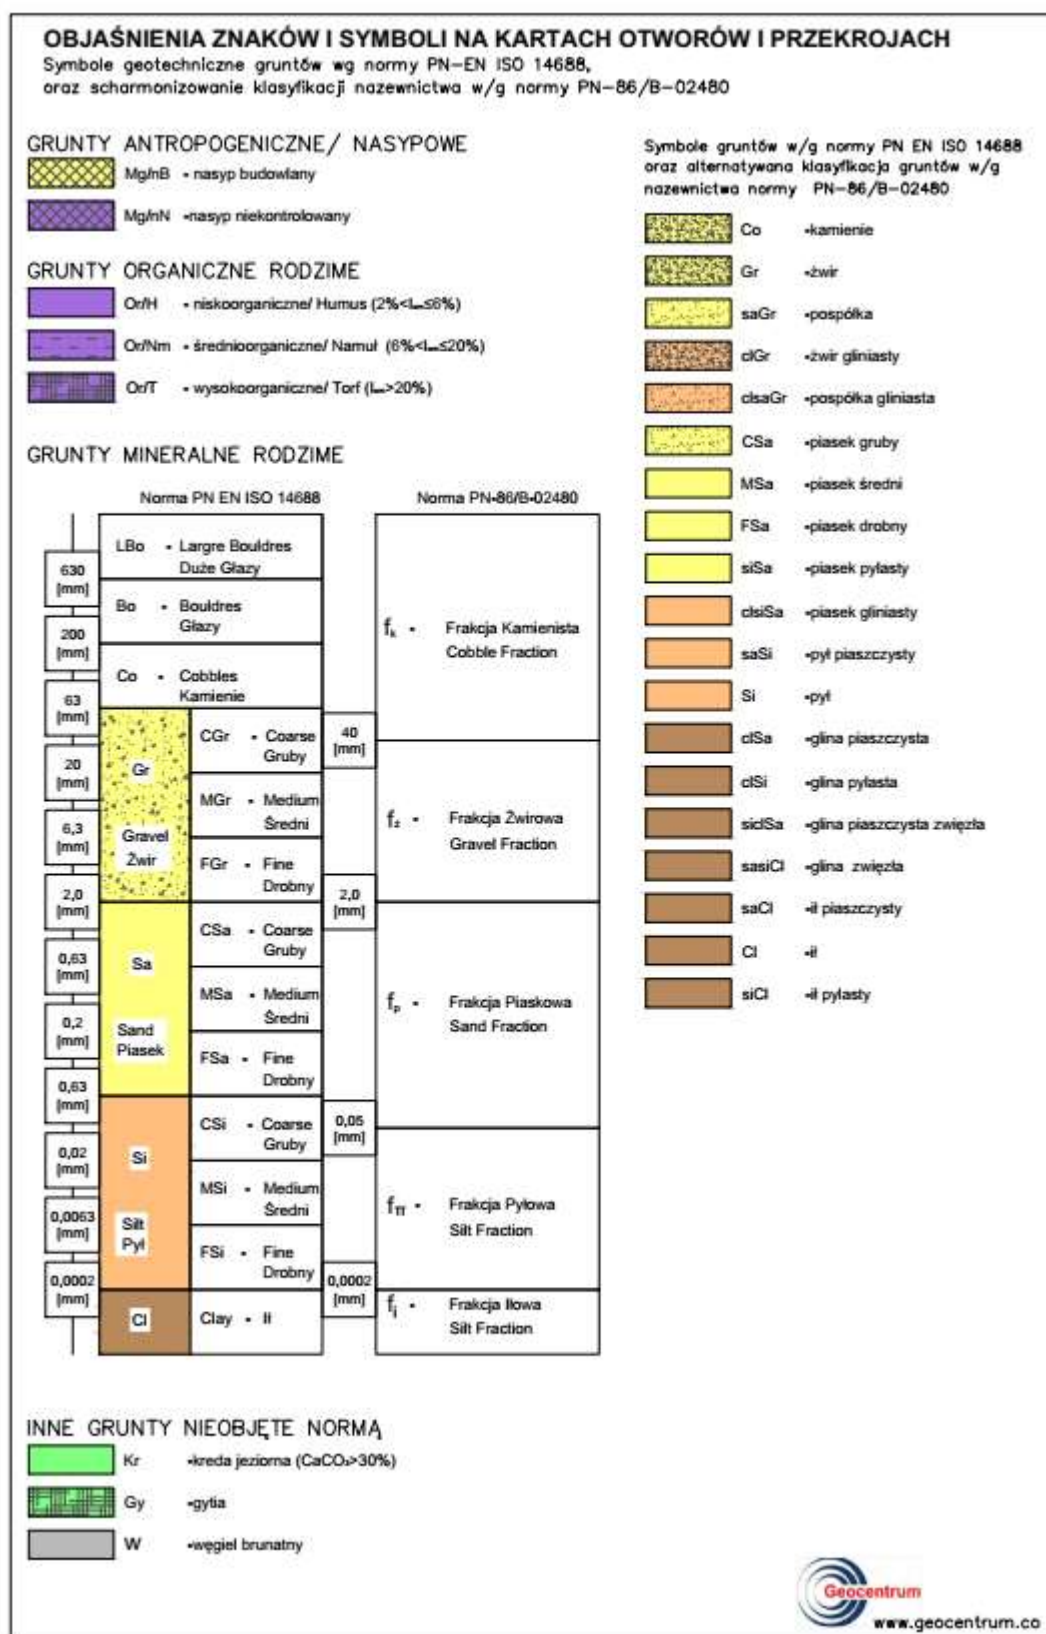 OBJAŚNIENIA ZNAKÓW I SYMBOLI NA KARTACH OTWORÓW I PRZEKROJACH
Symbole geotechniczne gruntów wg normy PN-EN ISO 14688,
oraz scharmonizowanie klasyfikacji nazewnictwa w/g normy PN-86/B-02480
GRUNTY ANTROPOGENICZNE/ NASYPOWE
Mg/nB - nasyp budowlany
Mg/nN -nasyp niekontrolowany
GRUNTY ORGANICZNE RODZIME
Or/H - niskoorganiczne/ Humus (2%<Iom≤6%)
Or/Nm - średnioorganiczne/ Namuł (6%<Iom≤20%)
Or/T - wysokoorganiczne/ Torf (Iom>20%)
GRUNTY MINERALNE RODZIME
Norma PN EN ISO 14688
LBo - Largre Bouldres
Duże Głazy
630
[mm]
Bo - Bouldres
Głazy
200
[mm]
Co - Cobbles
Kamienie
63
[mm]
Gr
Gravel
Żwir
CGr - Coarse
Gruby
20
[mm]
MGr - Medium
Średni
6,3
[mm]
FGr - Fine
Drobny
2,0
[mm]
Sa
Sand
Piasek
CSa - Coarse
Gruby
0,63
[mm]
MSa - Medium
Średni
0,2
[mm]
FSa - Fine
Drobny
0,63
[mm]
Si
Silt
Pył
CSi - Coarse
Gruby
0,02
[mm]
MSi - Medium
Średni
0,0063
[mm]
FSi - Fine
Drobny
0,0002
[mm]
Cl
Clay - Ił
Norma PN-86/B-02480
fk - Frakcja Kamienista
Cobble Fraction
40
[mm]
fż - Frakcja Żwirowa
Gravel Fraction
2,0
[mm]
fp - Frakcja Piaskowa
Sand Fraction
0,05
[mm]
fπ - Frakcja Pyłowa
Silt Fraction
0,0002
[mm]
fi - Frakcja Iłowa
Silt Fraction
INNE GRUNTY NIEOBJĘTE NORMĄ
Kr -kreda jeziorna (CaCO₃>30%)
Gy -gytia
W -węgiel brunatny
Symbole gruntów w/g normy PN EN ISO 14688
oraz alternatywana klasyfikacja gruntów w/g
nazewnictwa normy PN-86/B-02480
Co -kamienie
Gr -żwir
saGr -pospółka
clGr -żwir gliniasty
clsaGr -pospółka gliniasta
CSa -piasek gruby
MSa -piasek średni
FSa -piasek drobny
siSa -piasek pylasty
clsiSa -piasek gliniasty
saSi -pył piaszczysty
Si -pył
clSa -glina piaszczysta
clSi -glina pylasta
siclSa -glina piaszczysta zwięzła
sasiCl -glina zwięzła
saCl -ił piaszczysty
Cl -ił
siCl -ił pylasty
Geocentrum
www.geocentrum.co